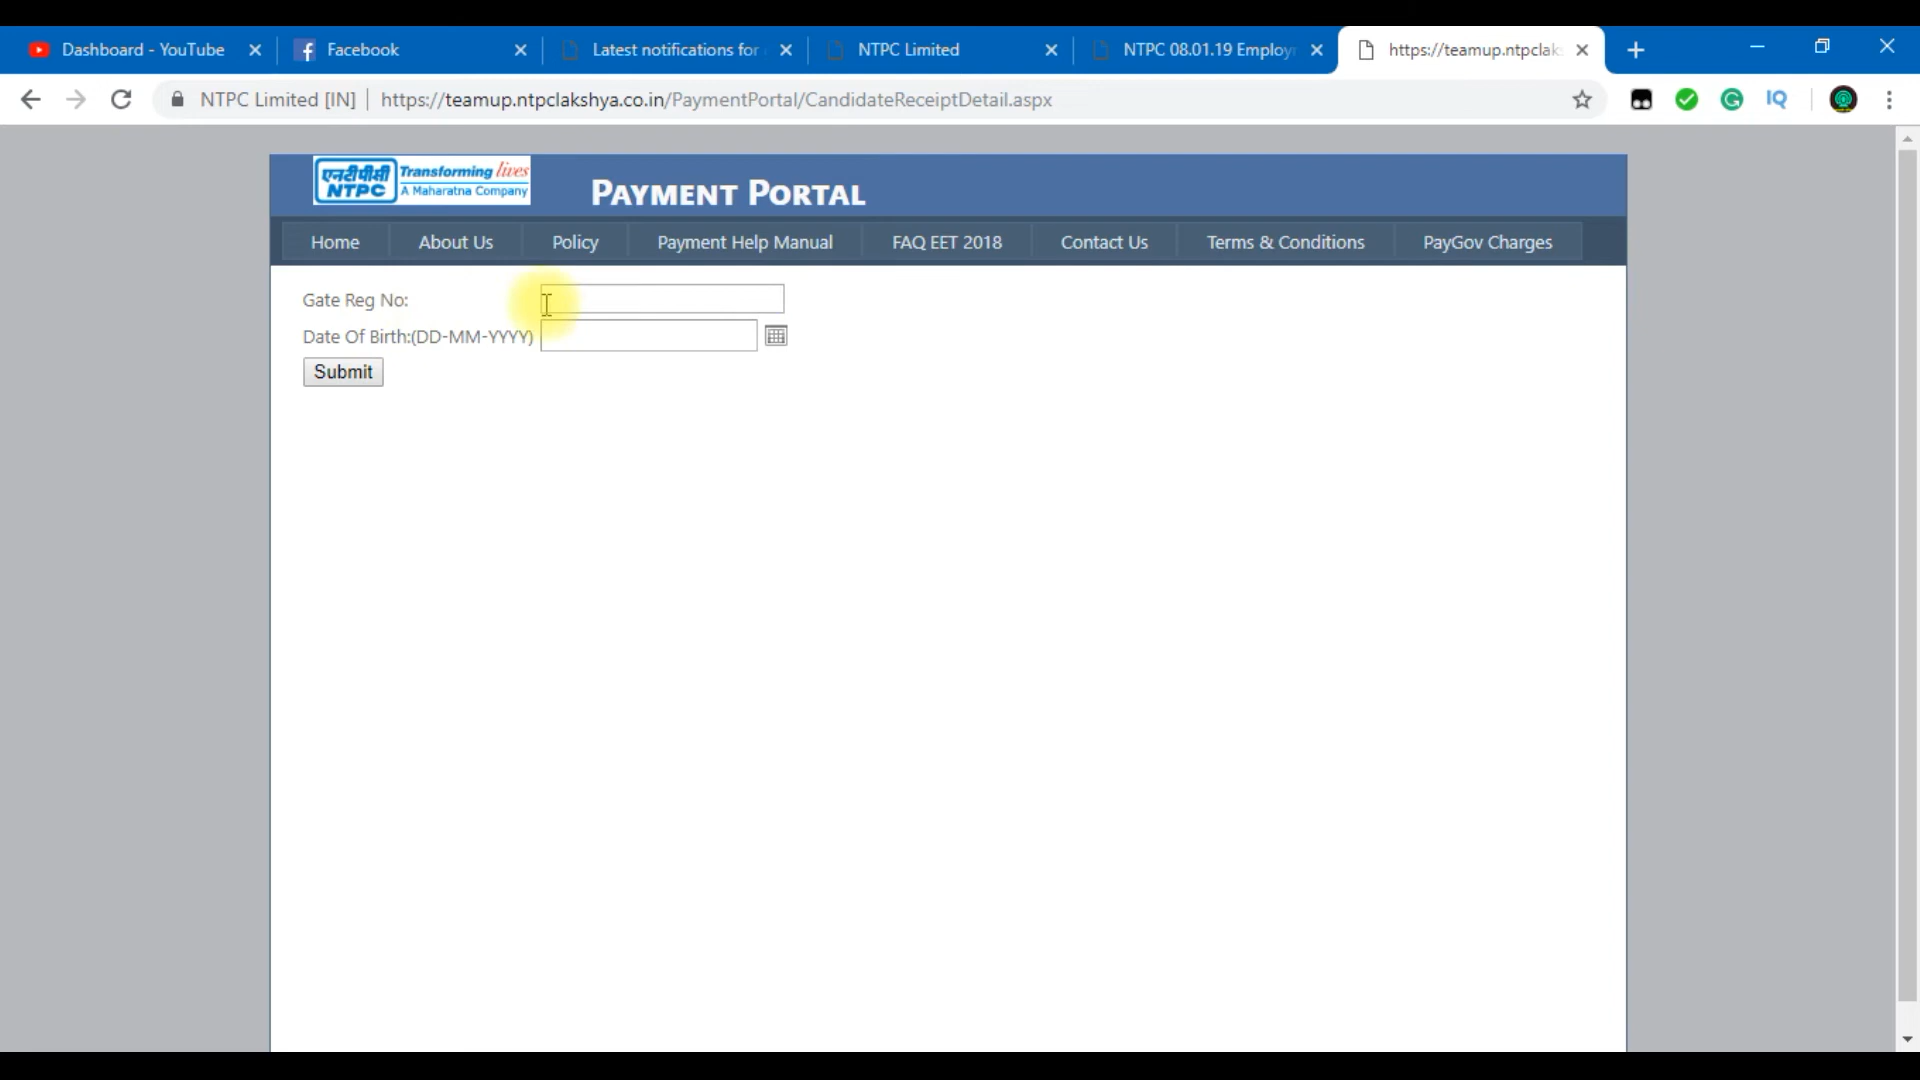 Dashboard - YouTube
Facebook
Latest notifications for
NTPC Limited
NTPC 08.01.19 Employ
https://teamup.ntpclak
NTPC Limited [IN] | https://teamup.ntpclakshya.co.in/PaymentPortal/CandidateReceiptDetail.aspx
IQ
एनटीपीसी
NTPC
Transforming lives
A Maharatna Company
PAYMENT PORTAL
Home
About Us
Policy
Payment Help Manual
FAQ EET 2018
Contact Us
Terms & Conditions
PayGov Charges
Gate Reg No:
Date Of Birth:(DD-MM-YYYY)
Submit